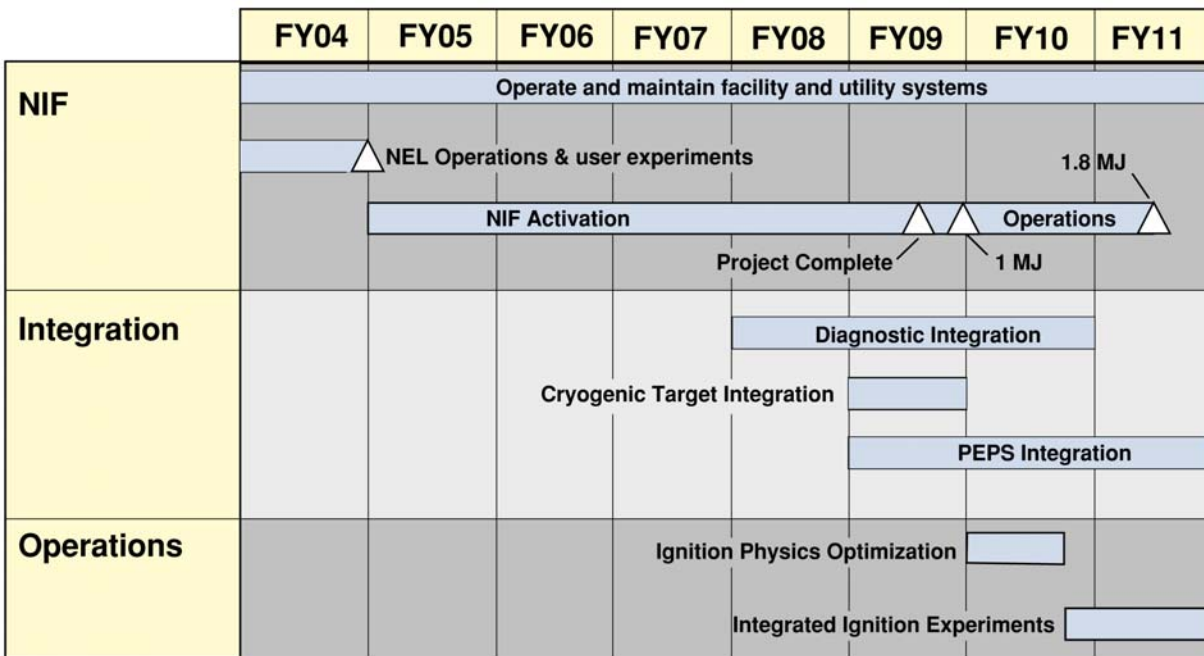 FY04 FY05 FY06 FY07 FY08 FY09 FY10 FY11
NIF
Operate and maintain facility and utility systems
NEL Operations & user experiments
1.8 MJ
NIF Activation
Operations
Project Complete
1 MJ
Integration
Diagnostic Integration
Cryogenic Target Integration
PEPS Integration
Operations
Ignition Physics Optimization
Integrated Ignition Experiments